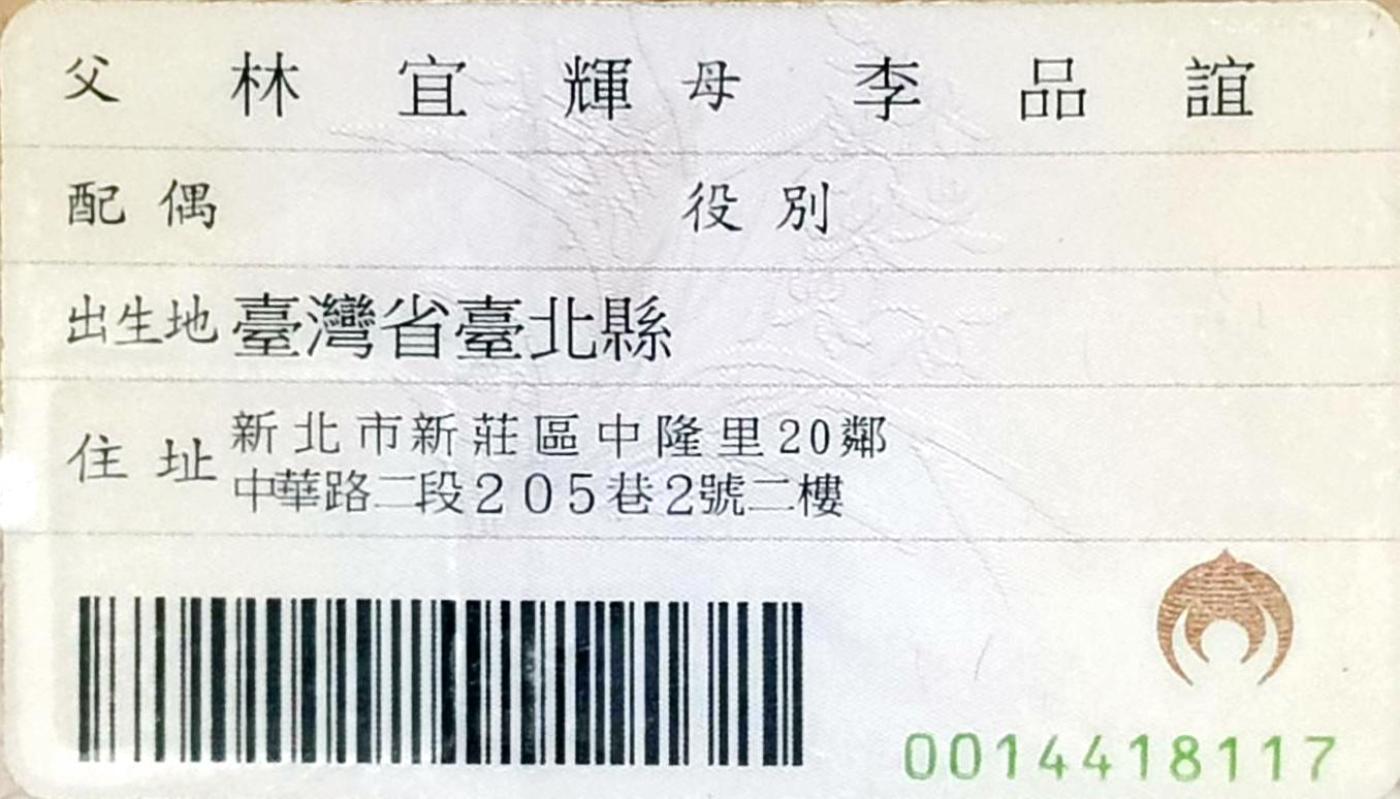 父 林宜輝 母 李品誼
配偶 役別
出生地 臺灣省臺北縣
住址 新北市新莊區中隆里20鄰
中華路二段205巷2號二樓
0014418117